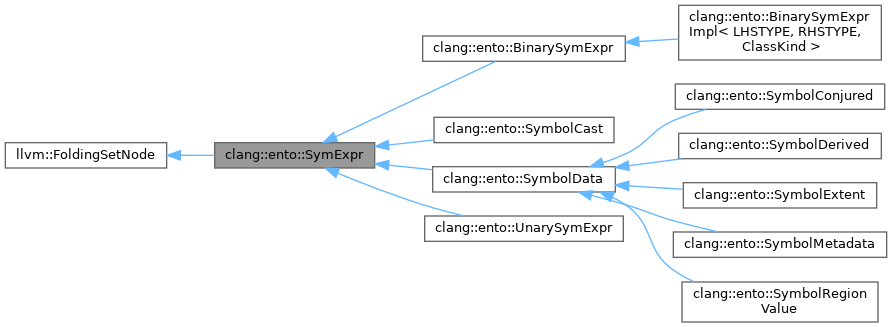 clang::ento::BinarySymExpr
Impl< LHSTYPE, RHSTYPE,
ClassKind >
clang::ento::BinarySymExpr
clang::ento::SymbolConjured
clang::ento::SymbolCast
clang::ento::SymbolDerived
llvm::FoldingSetNode
clang::ento::SymExpr
clang::ento::SymbolData
clang::ento::SymbolExtent
clang::ento::UnarySymExpr
clang::ento::SymbolMetadata
clang::ento::SymbolRegion
Value